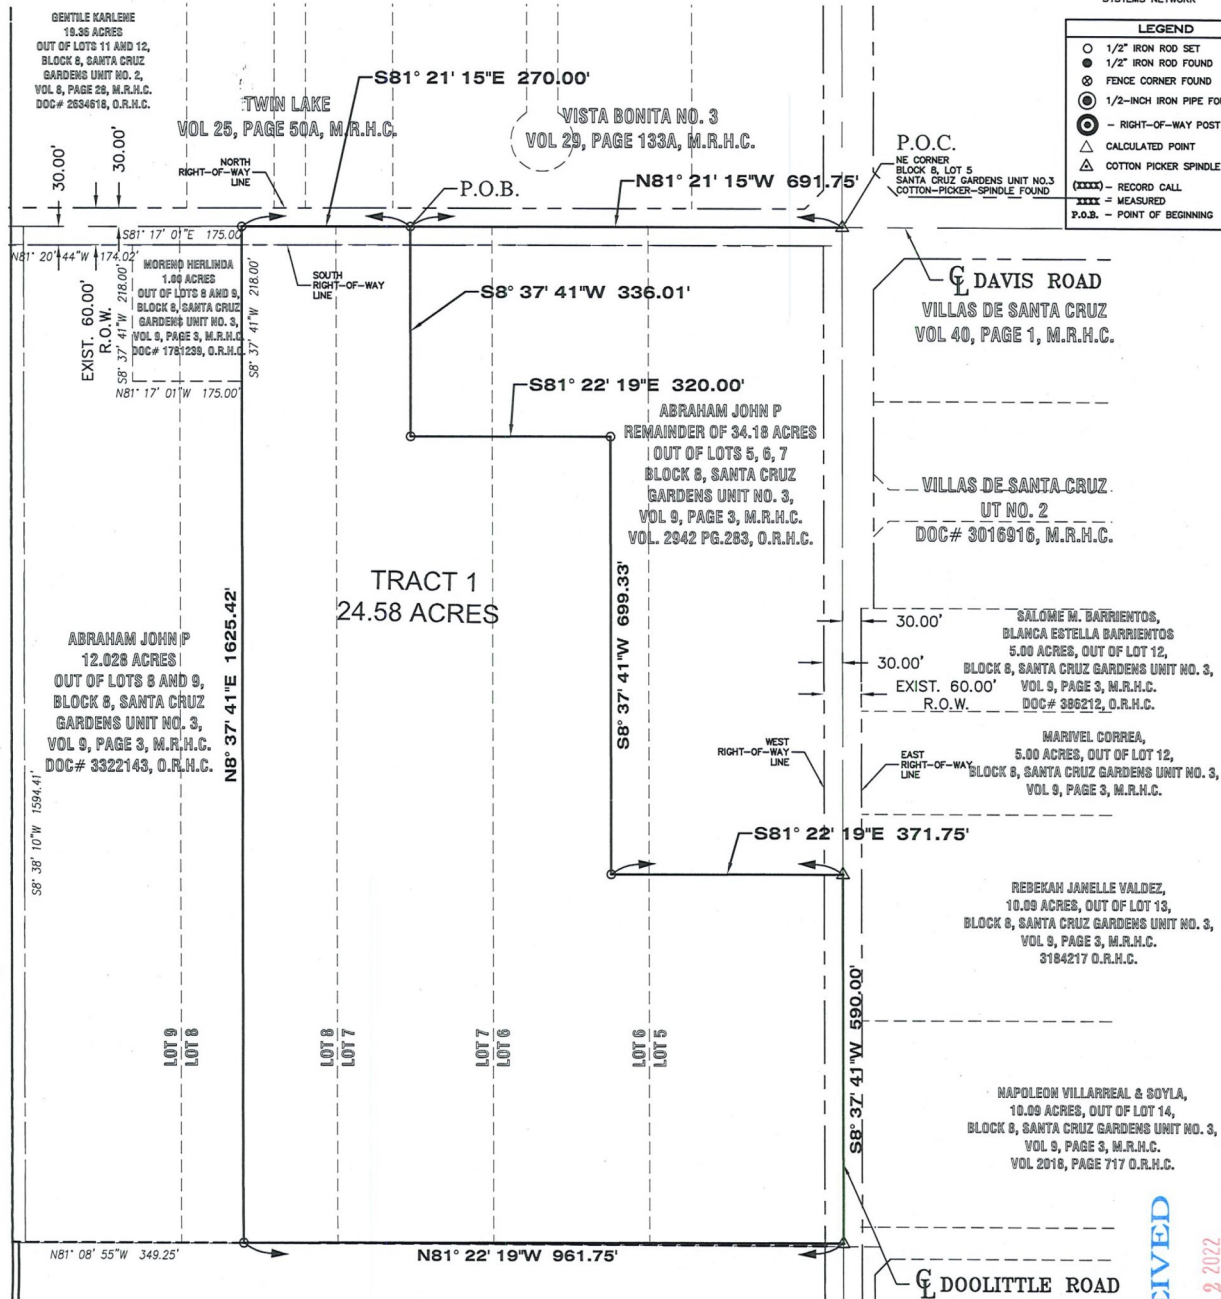 GENTILE KARLENE
19.36 ACRES
OUT OF LOTS 11 AND 12,
BLOCK 8, SANTA CRUZ
GARDENS UNIT NO. 2,
VOL 8, PAGE 28, M.R.H.C.
DOC# 2634618, O.R.H.C.
S81° 21' 15"E 270.00'
TWIN LAKE
VOL 25, PAGE 50A, M.R.H.C.
VISTA BONITA NO. 3
VOL 29, PAGE 133A, M.R.H.C.
LEGEND
1/2" IRON ROD SET
1/2" IRON ROD FOUND
FENCE CORNER FOUND
1/2-INCH IRON PIPE FO
- RIGHT-OF-WAY POST
CALCULATED POINT
COTTON PICKER SPINDLE
(XXXX) - RECORD CALL
XXXX - MEASURED
P.O.B. - POINT OF BEGINNING
30.00'
30.00'
NORTH
RIGHT-OF-WAY
LINE
P.O.B.
N81° 21' 15"W 691.75'
P.O.C.
NE CORNER
BLOCK 8, LOT 5
SANTA CRUZ GARDENS UNIT NO.3
COTTON-PICKER-SPINDLE FOUND
S81° 17' 01"E 175.00
N81° 20' 44"W 174.02'
MORENO HERLINDA
1.00 ACRES
OUT OF LOTS 8 AND 9,
BLOCK 8, SANTA CRUZ
GARDENS UNIT NO. 3,
VOL 9, PAGE 3, M.R.H.C.
DOC# 1781239, O.R.H.C.
S8° 37' 41"W 218.00'
S8° 37' 41"W 218.00'
N81° 17' 01"W 175.00'
EXIST. 60.00'
R.O.W.
SOUTH
RIGHT-OF-WAY
LINE
S8° 37' 41"W 336.01'
CL DAVIS ROAD
VILLAS DE SANTA CRUZ
VOL 40, PAGE 1, M.R.H.C.
S81° 22' 19"E 320.00'
ABRAHAM JOHN P
REMAINDER OF 34.18 ACRES
OUT OF LOTS 5, 6, 7
BLOCK 8, SANTA CRUZ
GARDENS UNIT NO. 3,
VOL 9, PAGE 3, M.R.H.C.
VOL. 2942 PG.283, O.R.H.C.
VILLAS DE SANTA CRUZ
UT NO. 2
DOC# 3016916, M.R.H.C.
TRACT 1
24.58 ACRES
N8° 37' 41"E 1625.42'
S8° 37' 41"W 699.33'
ABRAHAM JOHN P
12.028 ACRES
OUT OF LOTS 8 AND 9,
BLOCK 8, SANTA CRUZ
GARDENS UNIT NO. 3,
VOL 9, PAGE 3, M.R.H.C.
DOC# 3322143, O.R.H.C.
S8° 38' 10"W 1594.41'
30.00'
30.00'
EXIST. 60.00'
R.O.W.
SALOME M. BARRIENTOS,
BLANCA ESTELLA BARRIENTOS
5.00 ACRES, OUT OF LOT 12,
BLOCK 8, SANTA CRUZ GARDENS UNIT NO. 3,
VOL 9, PAGE 3, M.R.H.C.
DOC# 386212, O.R.H.C.
WEST
RIGHT-OF-WAY
LINE
EAST
RIGHT-OF-WAY
LINE
MARIVEL CORREA,
5.00 ACRES, OUT OF LOT 12,
BLOCK 8, SANTA CRUZ GARDENS UNIT NO. 3,
VOL 9, PAGE 3, M.R.H.C.
S81° 22' 19"E 371.75'
REBEKAH JANELLE VALDEZ,
10.09 ACRES, OUT OF LOT 13,
BLOCK 8, SANTA CRUZ GARDENS UNIT NO. 3,
VOL 9, PAGE 3, M.R.H.C.
3184217 O.R.H.C.
S8° 37' 41"W 590.00'
LOT 9
LOT 8
LOT 8
LOT 7
LOT 7
LOT 6
LOT 6
LOT 5
NAPOLEON VILLARREAL & SOYLA,
10.09 ACRES, OUT OF LOT 14,
BLOCK 8, SANTA CRUZ GARDENS UNIT NO. 3,
VOL 9, PAGE 3, M.R.H.C.
VOL 2018, PAGE 717 O.R.H.C.
N81° 08' 55"W 349.25'
N81° 22' 19"W 961.75'
CL DOOLITTLE ROAD
CIVED
2 2022